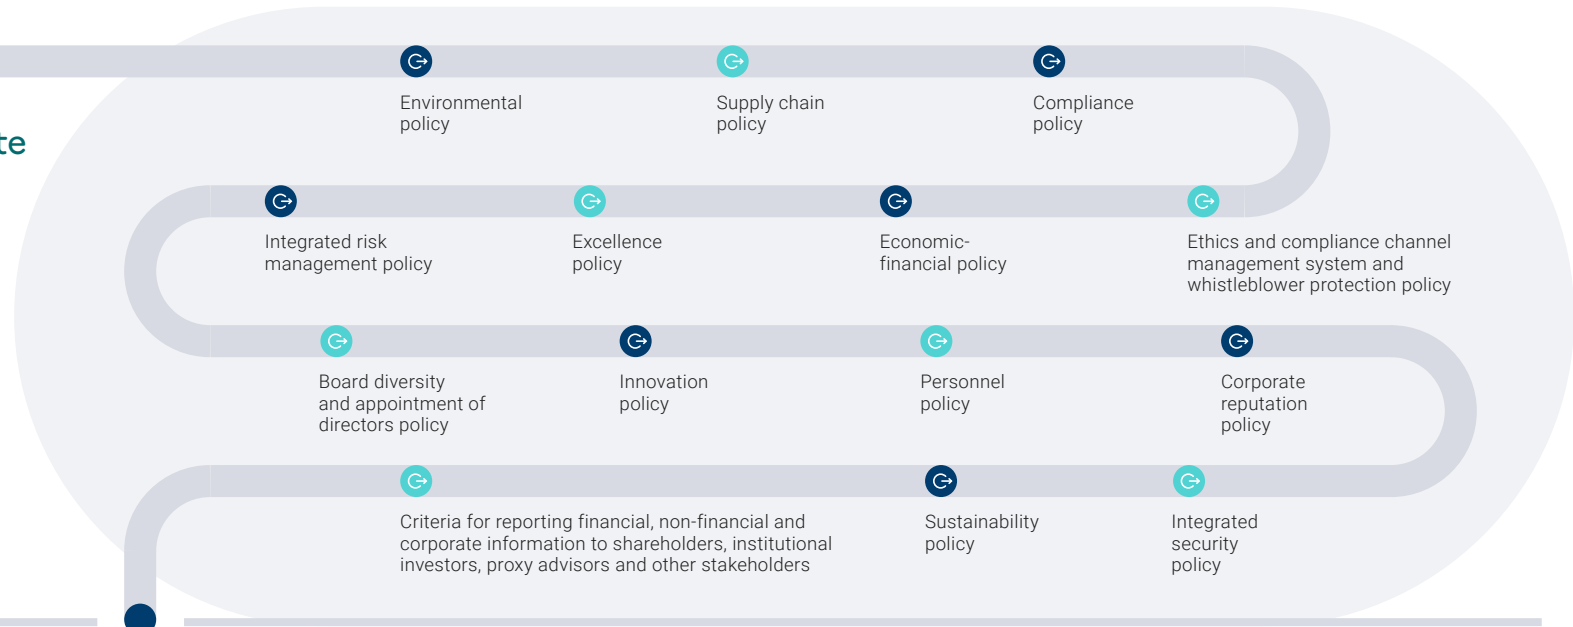 Environmental
policy
Supply chain
policy
Compliance
policy
te
Integrated risk
management policy
Excellence
policy
Economic-
financial policy
Ethics and compliance channel
management system and
whistleblower protection policy
Board diversity
and appointment of
directors policy
Innovation
policy
Personnel
policy
Corporate
reputation
policy
Criteria for reporting financial, non-financial and
corporate information to shareholders, institutional
investors, proxy advisors and other stakeholders
Sustainability
policy
Integrated
security
policy